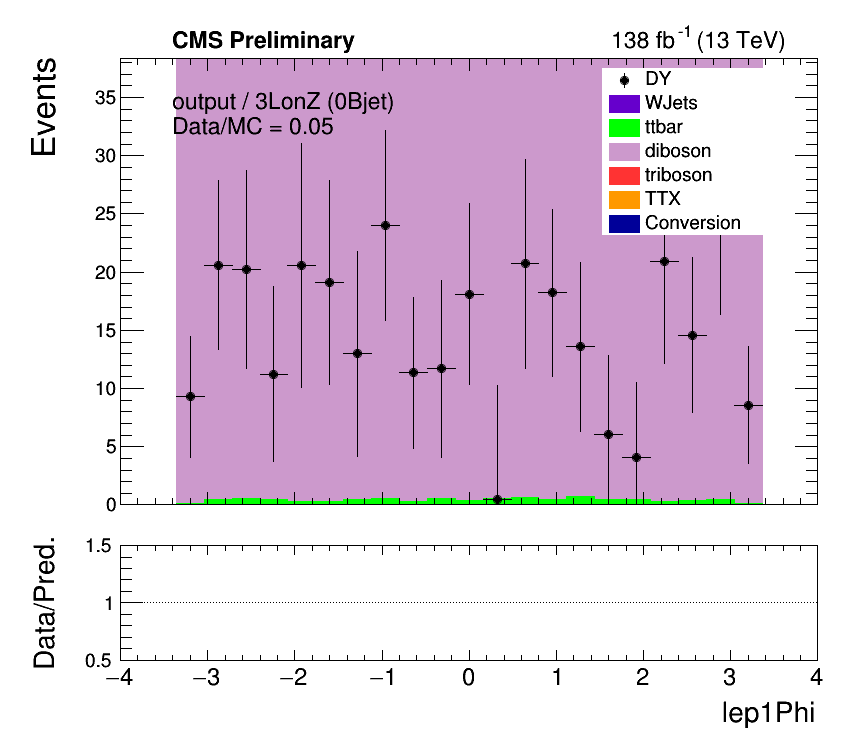 CMS Preliminary
138 fb-1 (13 TeV)
Events
output / 3LonZ (0Bjet)
Data/MC = 0.05
DY
WJets
ttbar
diboson
triboson
TTX
Conversion
35
30
25
20
15
10
5
0
Data/Pred.
1.5
1
0.5
−4 −3 −2 −1 0 1 2 3 4
lep1Phi